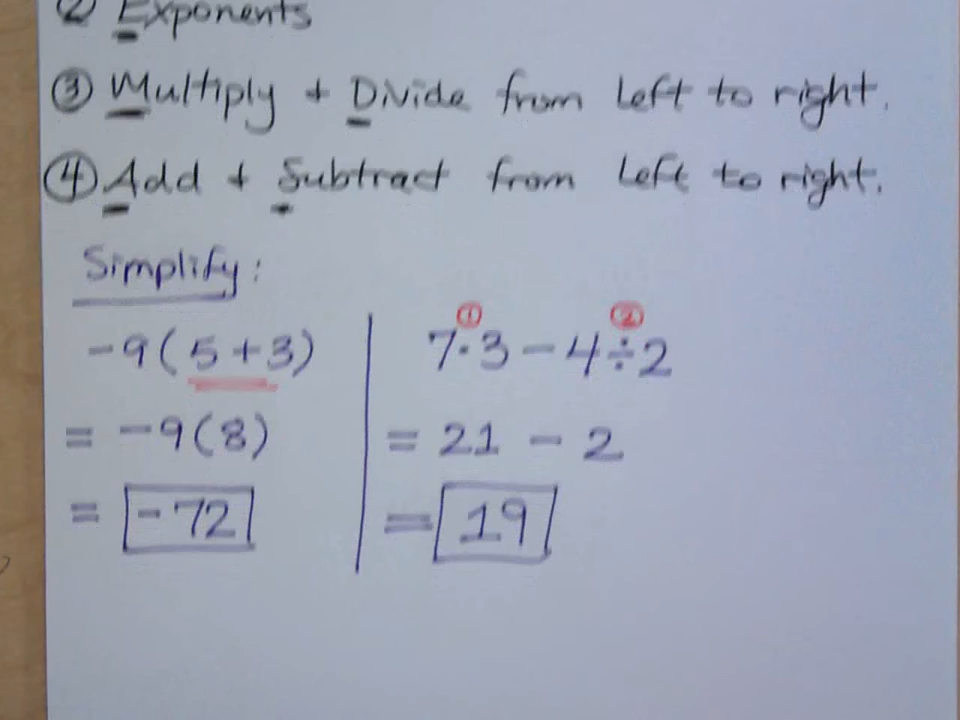 ② Exponents
③ Multiply + Divide from left to right.
④ Add + Subtract from left to right.
Simplify:
-9(5+3)
= -9(8)
= -72
① ②
7·3-4÷2
= 21 - 2
= 19